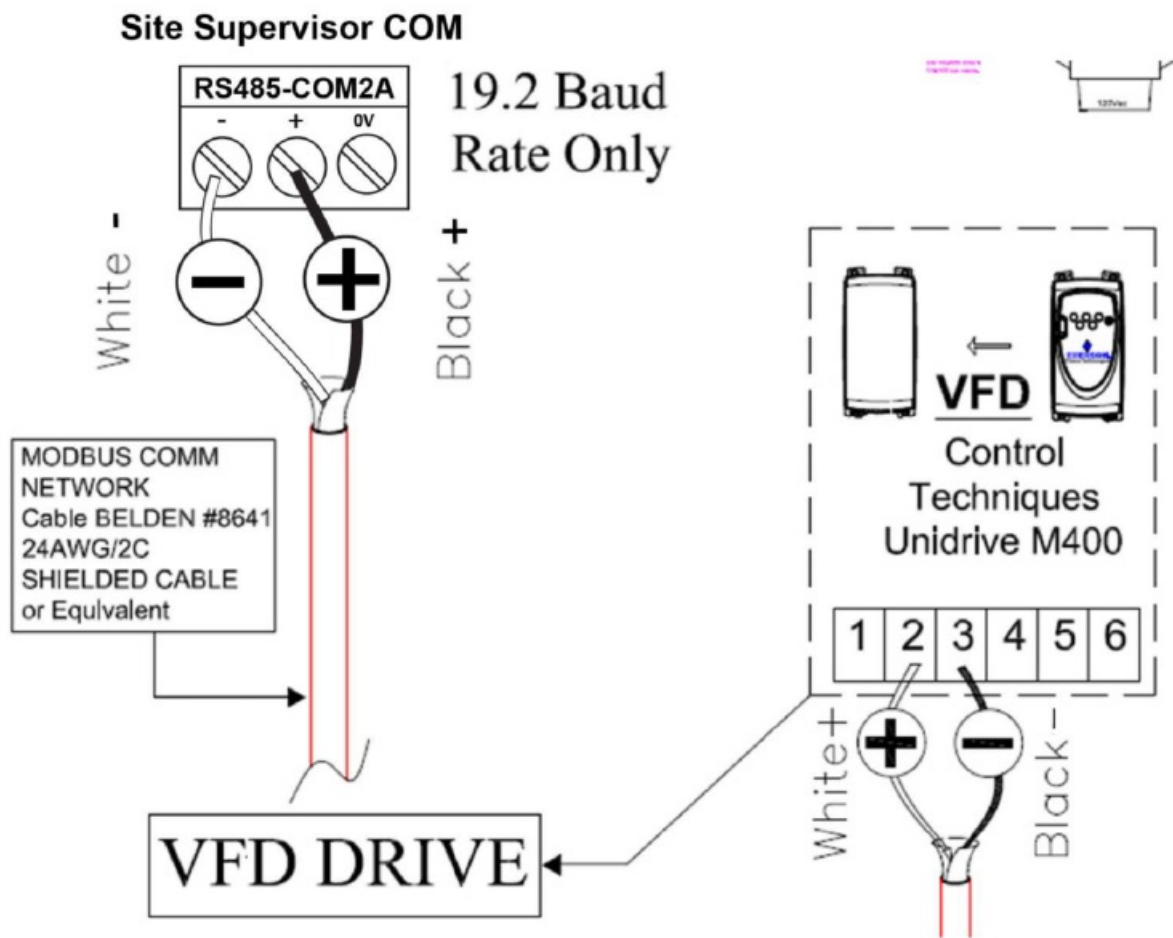 Site Supervisor COM
RS485-COM2A
- + 0V
19.2 Baud
Rate Only
White -
Black +
MODBUS COMM
NETWORK
Cable BELDEN #8641
24AWG/2C
SHIELDED CABLE
or Equlvalent
VFD DRIVE
120Vac
EMERSON
VFD
Control
Techniques
Unidrive M400
1 2 3 4 5 6
White+
Black -